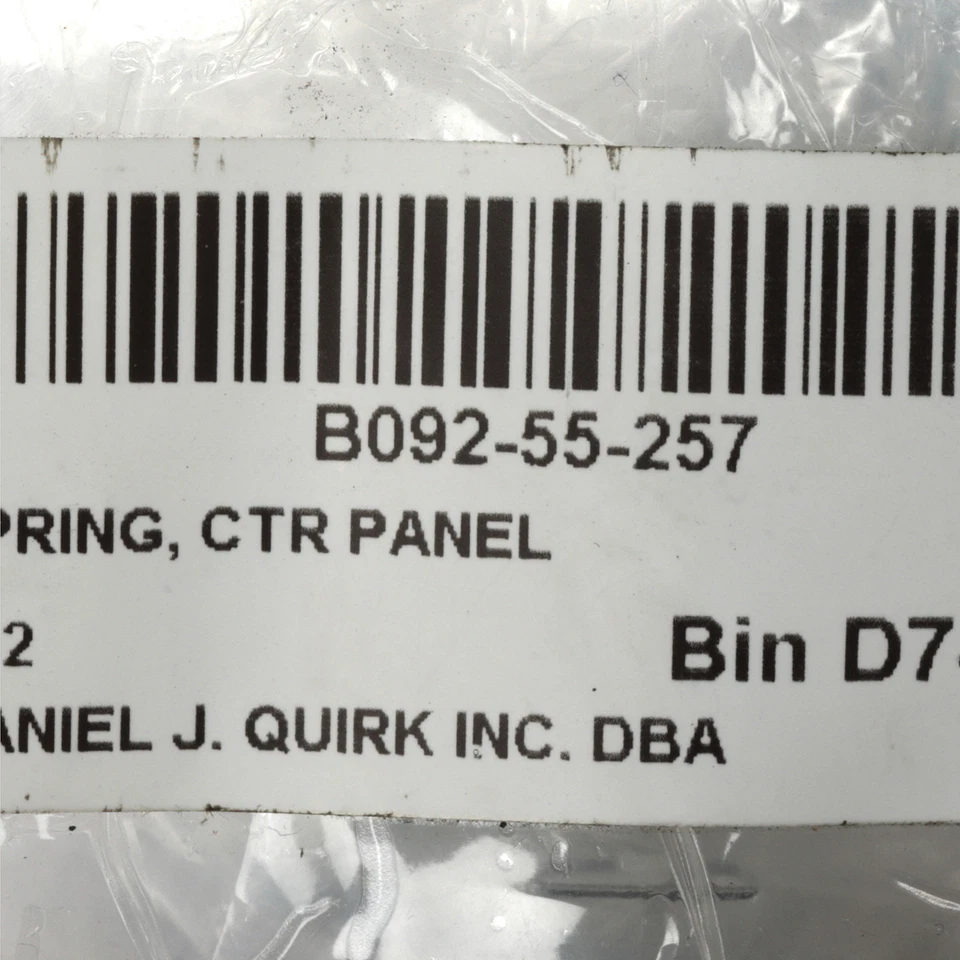 B092-55-257
PRING, CTR PANEL
2
Bin D7
ANIEL J. QUIRK INC. DBA